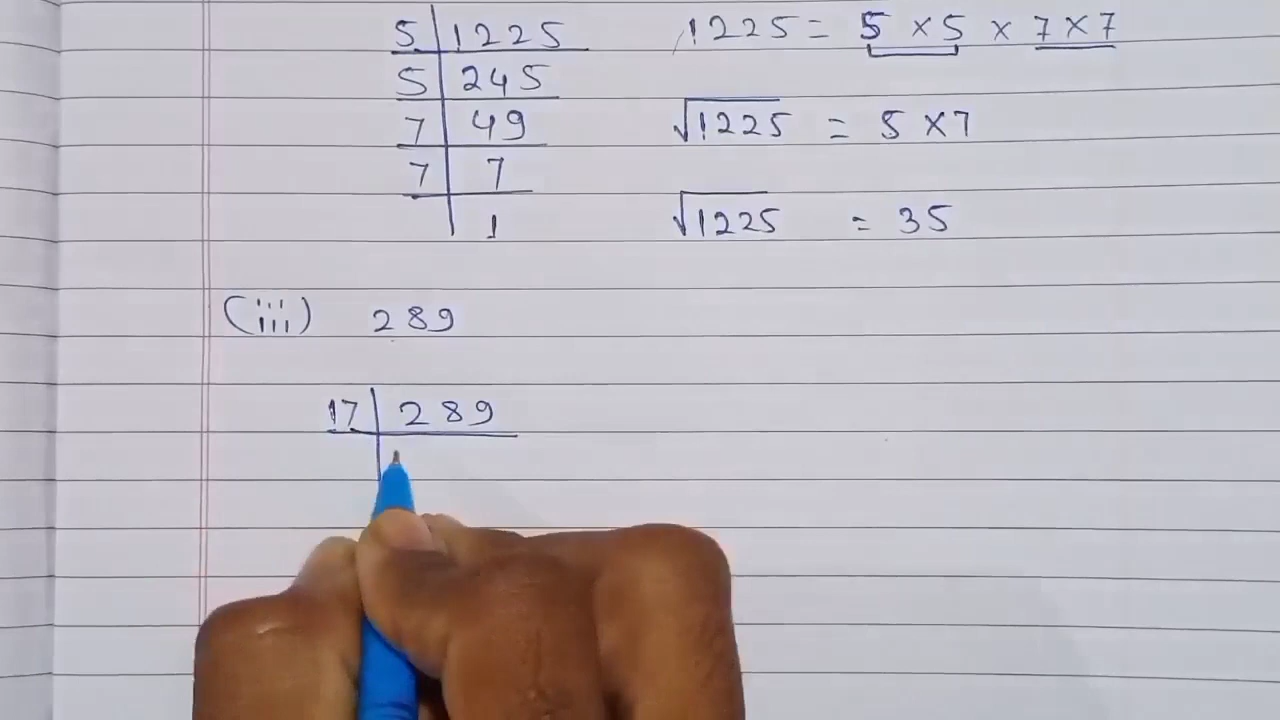 5 | 1225 1225 = 5 × 5 × 7 × 7
5 | 245
7 | 49 √1225 = 5 × 7
7 | 7
1 √1225 = 35
(iii) 289
17 | 289